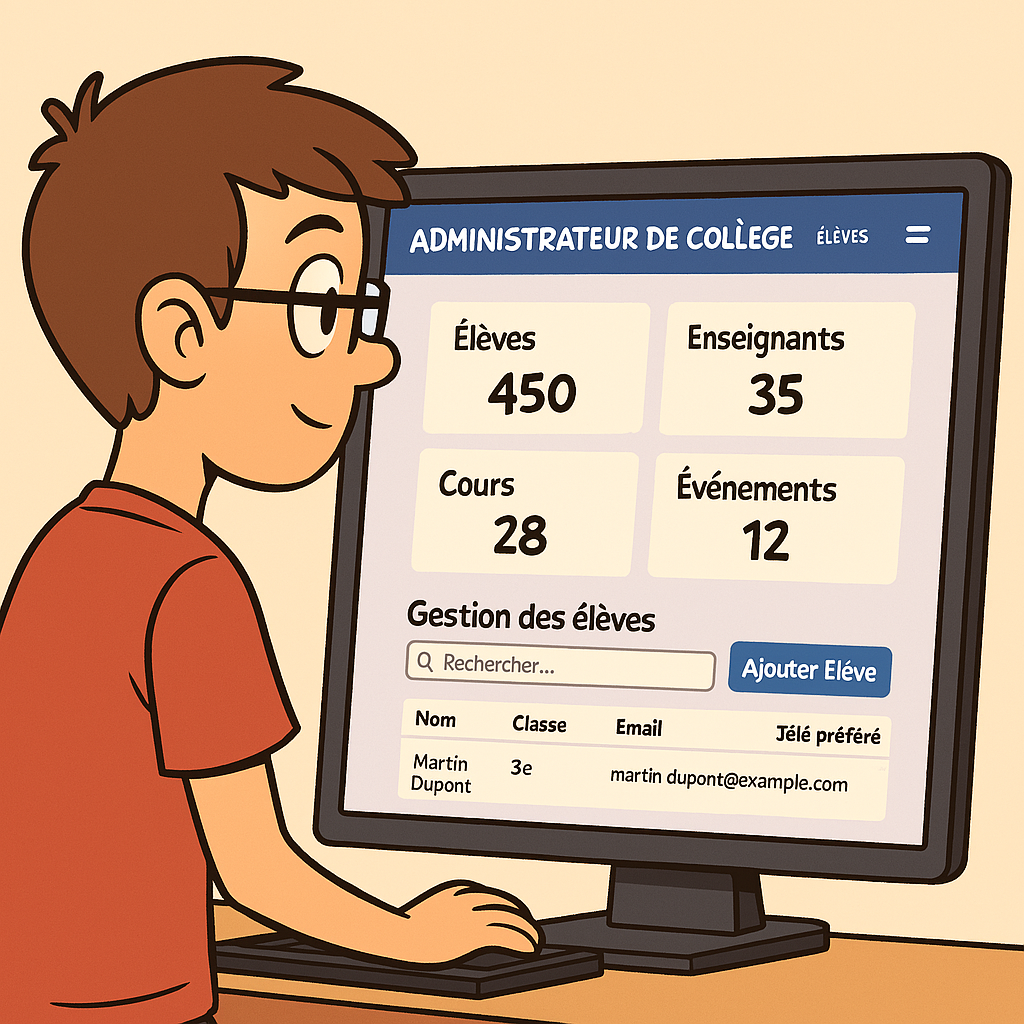 ADMINISTRATEUR DE COLLÈGE ÉLÈVES
Élèves
450
Enseignants
35
Cours
28
Événements
12
Gestion des élèves
Rechercher...
Ajouter Eléve
Nom Classe Email Jélé préféré
Martin Dupont 3e martin dupont@example.com